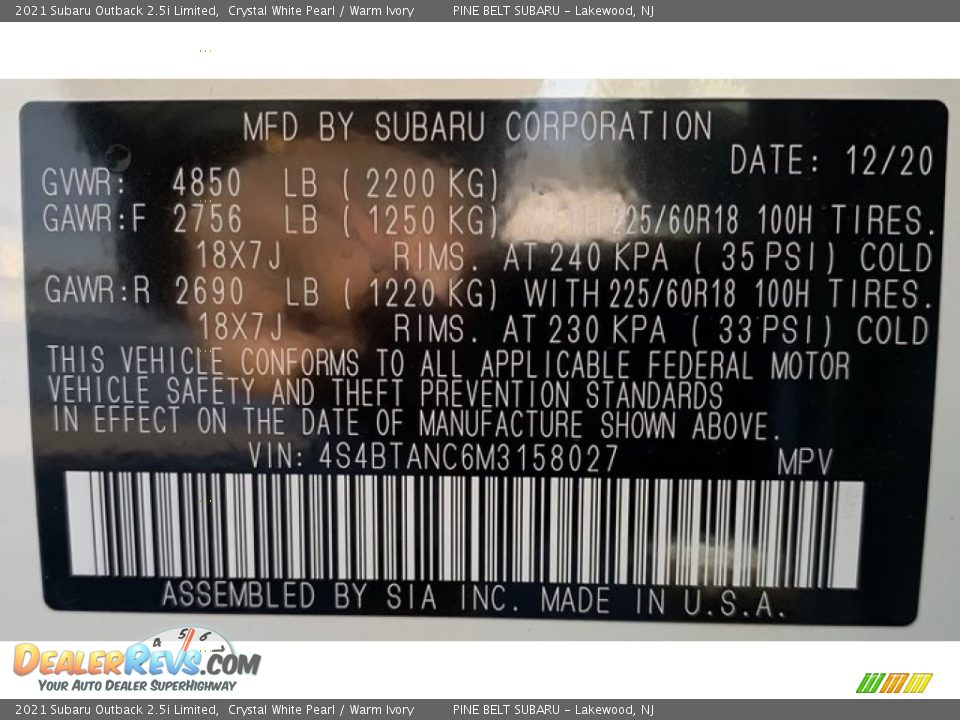 2021 Subaru Outback 2.5i Limited, Crystal White Pearl / Warm Ivory PINE BELT SUBARU - Lakewood, NJ
MFD BY SUBARU CORPORATION
DATE: 12/20
GVWR: 4850 LB ( 2200 KG)
GAWR:F 2756 LB ( 1250 KG) WITH 225/60R18 100H TIRES.
18X7J RIMS. AT 240 KPA ( 35 PSI) COLD
GAWR:R 2690 LB ( 1220 KG) WITH 225/60R18 100H TIRES.
18X7J RIMS. AT 230 KPA ( 33 PSI) COLD
THIS VEHICLE CONFORMS TO ALL APPLICABLE FEDERAL MOTOR
VEHICLE SAFETY AND THEFT PREVENTION STANDARDS
IN EFFECT ON THE DATE OF MANUFACTURE SHOWN ABOVE.
VIN: 4S4BTANC6M3158027 MPV
ASSEMBLED BY SIA INC. MADE IN U.S.A.
4 5 6
DEALERREVS.COM
YOUR AUTO DEALER SUPERHIGHWAY
2021 Subaru Outback 2.5i Limited, Crystal White Pearl / Warm Ivory PINE BELT SUBARU - Lakewood, NJ